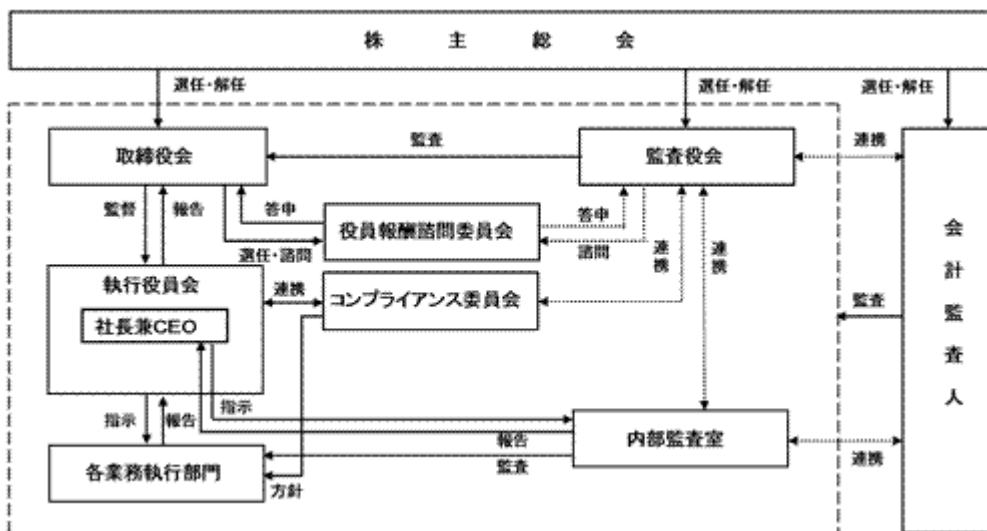 株主総会
選任・解任
選任・解任
選任・解任
取締役会
監査
監査役会
連携
監督
報告
答申
役員報酬諮問委員会
答申
選任・諮問
諮問
連携
連携
会計監査人
執行役員会
連携
コンプライアンス委員会
監査
社長兼CEO
指示
報告
指示
報告
内部監査室
各業務執行部門
監査
連携
方針